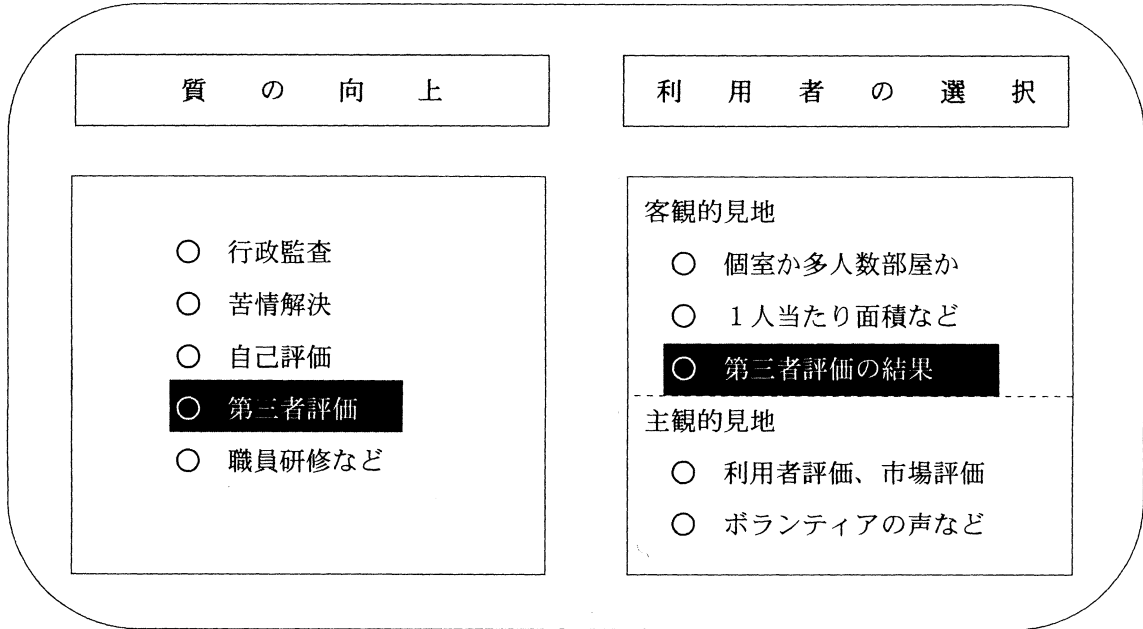 質の向上
○ 行政監査
○ 苦情解決
○ 自己評価
○ 第三者評価
○ 職員研修など
利用者の選択
客観的見地
○ 個室か多人数部屋か
○ 1人当たり面積など
○ 第三者評価の結果
主観的見地
○ 利用者評価、市場評価
○ ボランティアの声など